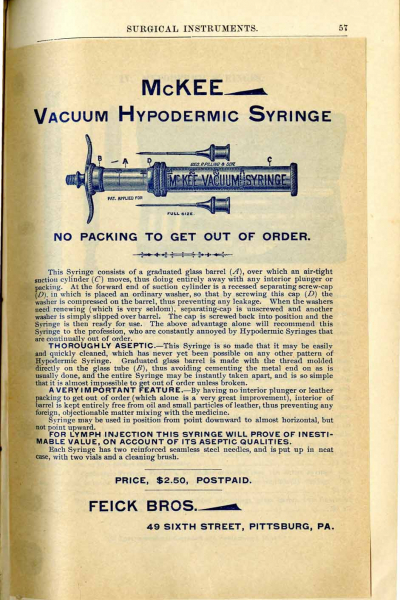 SURGICAL INSTRUMENTS. 57
McKEE
VACUUM HYPODERMIC SYRINGE
B A D C
GEO. P. PILLING & SON.
McKEE VACUUM SYRINGE
PAT. APPLIED FOR
FULL SIZE.
NO PACKING TO GET OUT OF ORDER.
This Syringe consists of a graduated glass barrel (A), over which an air-tight
suction cylinder (C) moves, thus doing entirely away with any interior plunger or
packing. At the forward end of suction cylinder is a recessed separating screw-cap
(D), in which is placed an ordinary washer, so that by screwing this cap (D) the
washer is compressed on the barrel, thus preventing any leakage. When the washers
need renewing (which is very seldom), separating-cap is unscrewed and another
washer is simply slipped over barrel. The cap is screwed back into position and the
Syringe is then ready for use. The above advantage alone will recommend this
Syringe to the profession, who are constantly annoyed by Hypodermic Syringes that
are continually out of order.
THOROUGHLY ASEPTIC.—This Syringe is so made that it may be easily
and quickly cleaned, which has never yet been possible on any other pattern of
Hypodermic Syringe. Graduated glass barrel is made with the thread molded
directly on the glass tube (B), thus avoiding cementing the metal end on as is
usually done, and the entire Syringe may be instantly taken apart, and is so simple
that it is almost impossible to get out of order unless broken.
A VERY IMPORTANT FEATURE.—By having no interior plunger or leather
packing to get out of order (which alone is a very great improvement), interior of
barrel is kept entirely free from oil and small particles of leather, thus preventing any
foreign, objectionable matter mixing with the medicine.
Syringe may be used in position from point downward to almost horizontal, but
not point upward.
FOR LYMPH INJECTION THIS SYRINGE WILL PROVE OF INESTI-
MABLE VALUE, ON ACCOUNT OF ITS ASEPTIC QUALITIES.
Each Syringe has two reinforced seamless steel needles, and is put up in neat
case, with two vials and a cleaning brush.
PRICE, $2.50, POSTPAID.
FEICK BROS.
49 SIXTH STREET, PITTSBURG, PA.